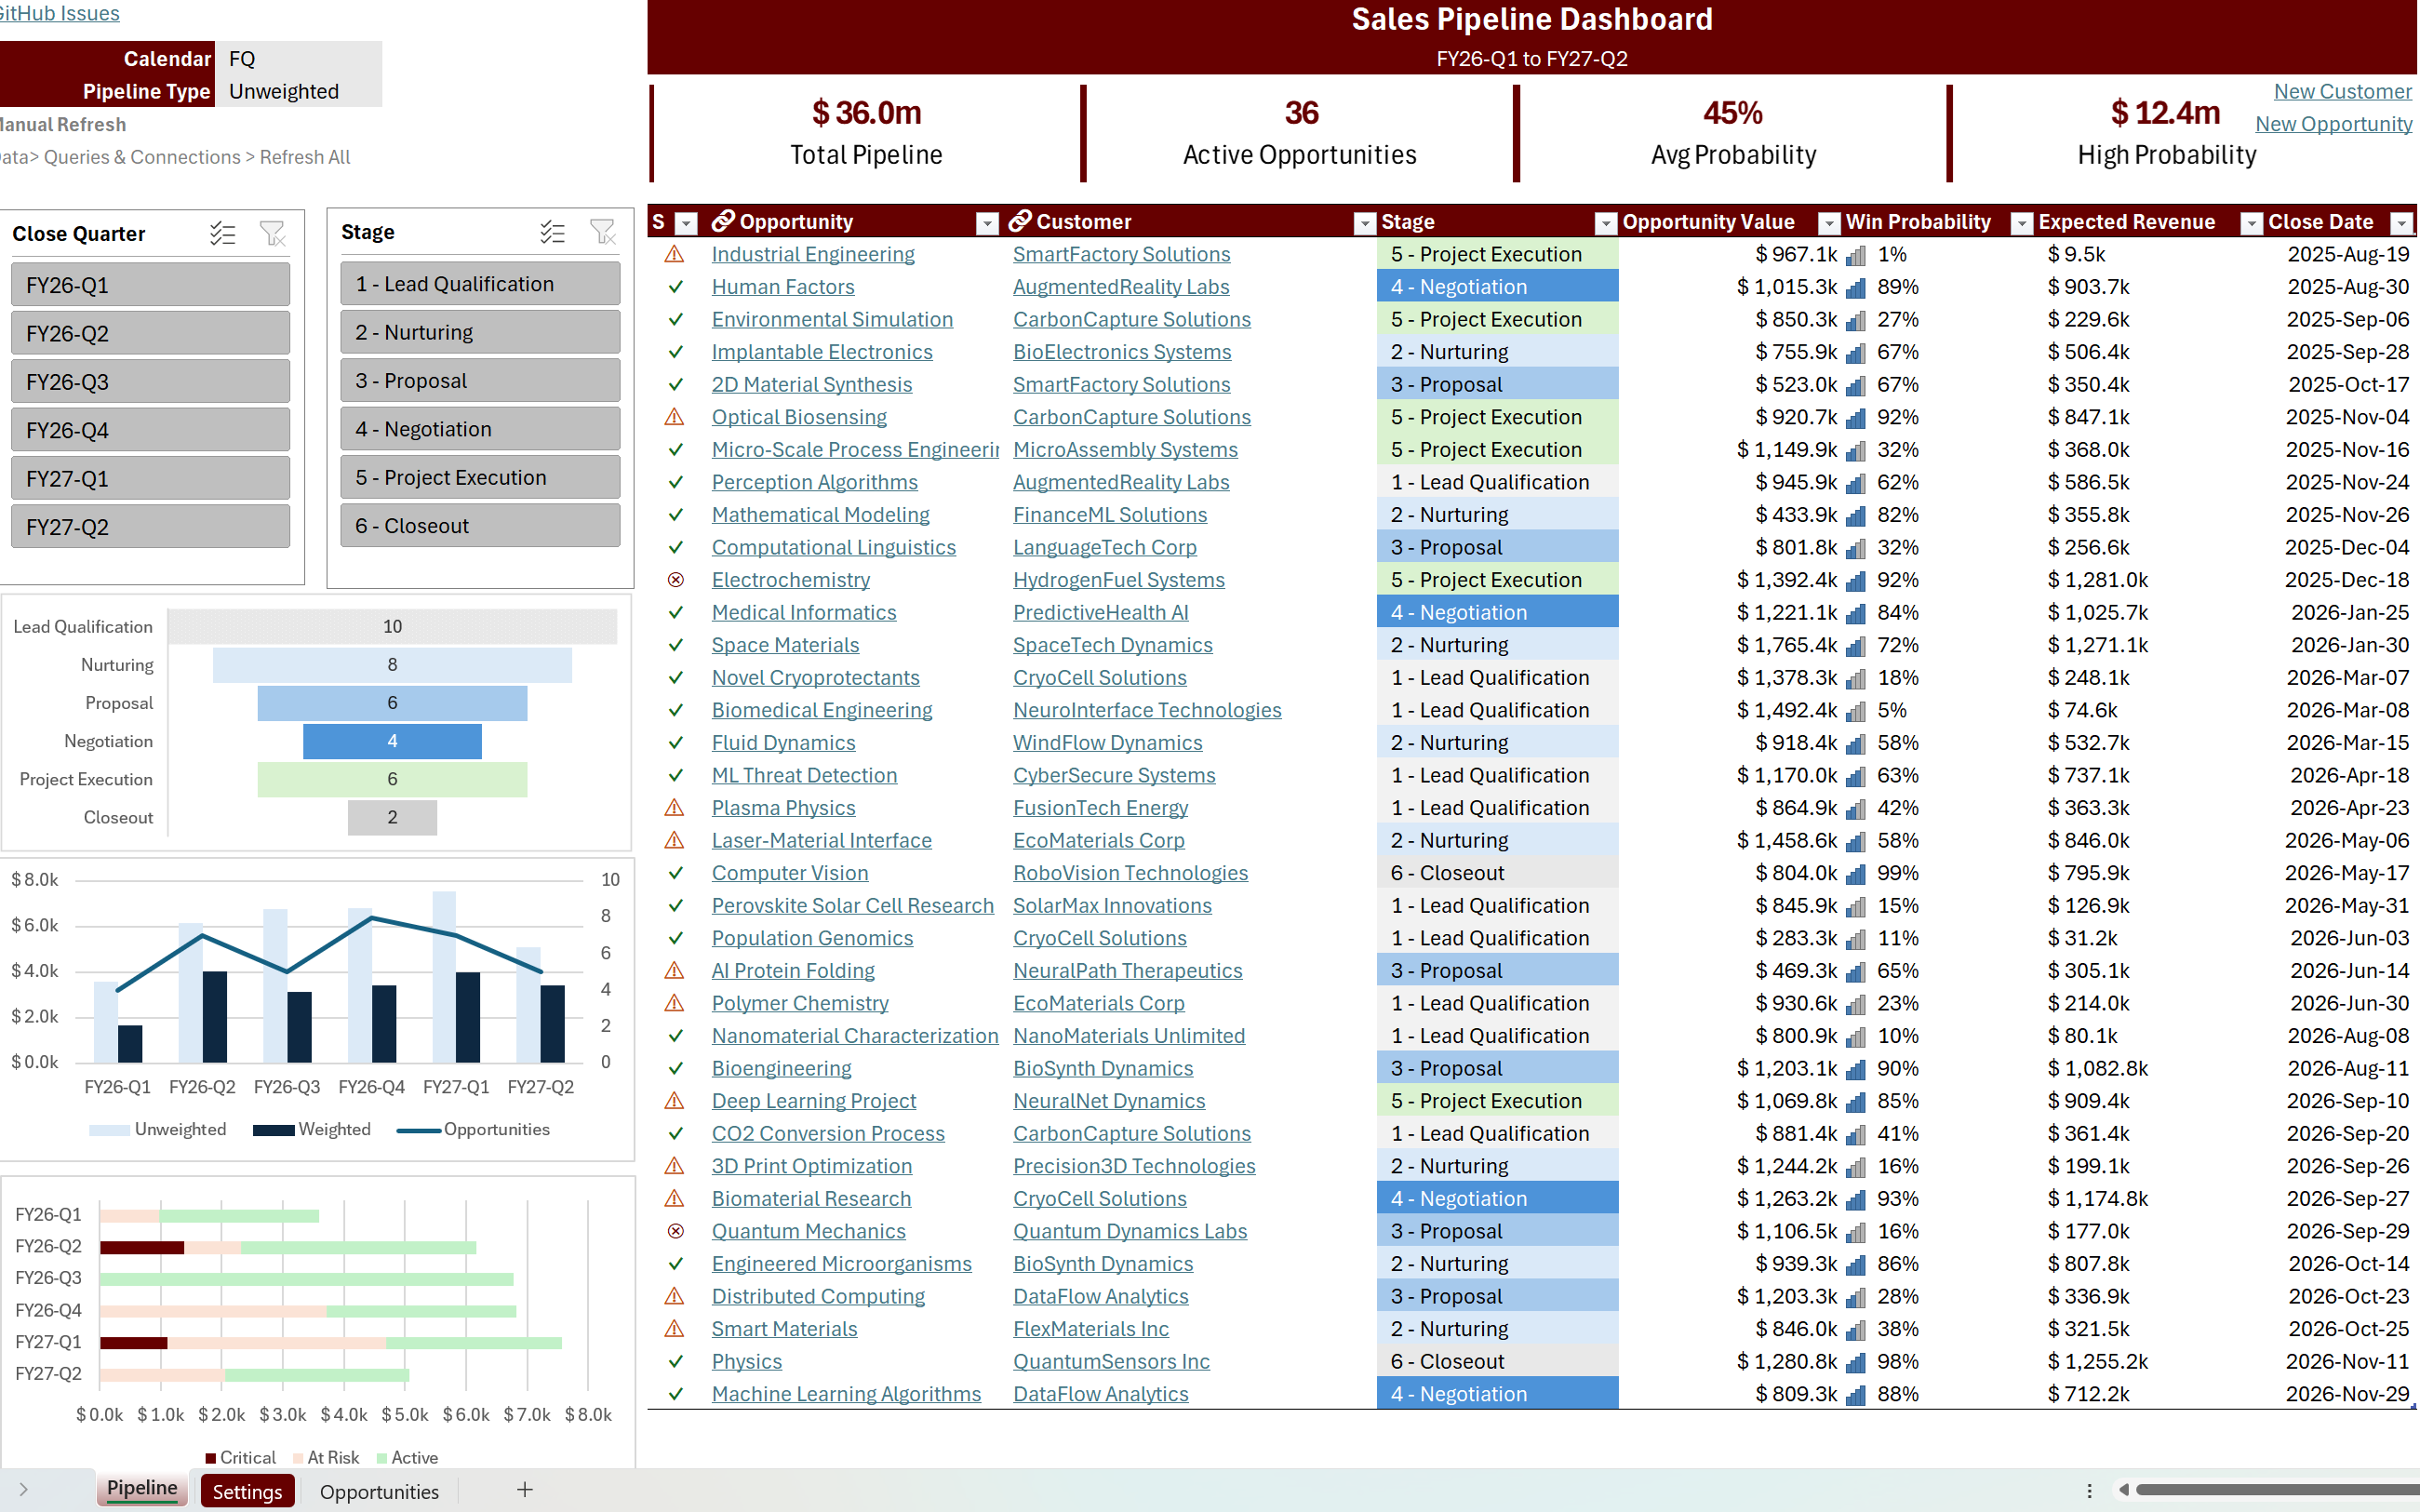 GitHub Issues
Calendar FQ
Pipeline Type Unweighted
Manual Refresh
Data> Queries & Connections > Refresh All
Close Quarter
FY26-Q1
FY26-Q2
FY26-Q3
FY26-Q4
FY27-Q1
FY27-Q2
Stage
1 - Lead Qualification
2 - Nurturing
3 - Proposal
4 - Negotiation
5 - Project Execution
6 - Closeout
Lead Qualification 10
Nurturing 8
Proposal 6
Negotiation 4
Project Execution 6
Closeout 2
$ 8.0k 10
8
$ 6.0k
6
$ 4.0k
4
$ 2.0k
2
$ 0.0k 0
FY26-Q1 FY26-Q2 FY26-Q3 FY26-Q4 FY27-Q1 FY27-Q2
Unweighted Weighted Opportunities
FY26-Q1
FY26-Q2
FY26-Q3
FY26-Q4
FY27-Q1
FY27-Q2
$ 0.0k $ 1.0k $ 2.0k $ 3.0k $ 4.0k $ 5.0k $ 6.0k $ 7.0k $ 8.0k
Critical At Risk Active
Sales Pipeline Dashboard
FY26-Q1 to FY27-Q2
$ 36.0m
Total Pipeline
36
Active Opportunities
45%
Avg Probability
$ 12.4m
High Probability
New Customer
New Opportunity
S Opportunity Customer Stage Opportunity Value Win Probability Expected Revenue Close Date
Industrial Engineering SmartFactory Solutions 5 - Project Execution $ 967.1k 1% $ 9.5k 2025-Aug-19
Human Factors AugmentedReality Labs 4 - Negotiation $ 1,015.3k 89% $ 903.7k 2025-Aug-30
Environmental Simulation CarbonCapture Solutions 5 - Project Execution $ 850.3k 27% $ 229.6k 2025-Sep-06
Implantable Electronics BioElectronics Systems 2 - Nurturing $ 755.9k 67% $ 506.4k 2025-Sep-28
2D Material Synthesis SmartFactory Solutions 3 - Proposal $ 523.0k 67% $ 350.4k 2025-Oct-17
Optical Biosensing CarbonCapture Solutions 5 - Project Execution $ 920.7k 92% $ 847.1k 2025-Nov-04
Micro-Scale Process Engineerin MicroAssembly Systems 5 - Project Execution $ 1,149.9k 32% $ 368.0k 2025-Nov-16
Perception Algorithms AugmentedReality Labs 1 - Lead Qualification $ 945.9k 62% $ 586.5k 2025-Nov-24
Mathematical Modeling FinanceML Solutions 2 - Nurturing $ 433.9k 82% $ 355.8k 2025-Nov-26
Computational Linguistics LanguageTech Corp 3 - Proposal $ 801.8k 32% $ 256.6k 2025-Dec-04
Electrochemistry HydrogenFuel Systems 5 - Project Execution $ 1,392.4k 92% $ 1,281.0k 2025-Dec-18
Medical Informatics PredictiveHealth AI 4 - Negotiation $ 1,221.1k 84% $ 1,025.7k 2026-Jan-25
Space Materials SpaceTech Dynamics 2 - Nurturing $ 1,765.4k 72% $ 1,271.1k 2026-Jan-30
Novel Cryoprotectants CryoCell Solutions 1 - Lead Qualification $ 1,378.3k 18% $ 248.1k 2026-Mar-07
Biomedical Engineering NeuroInterface Technologies 1 - Lead Qualification $ 1,492.4k 5% $ 74.6k 2026-Mar-08
Fluid Dynamics WindFlow Dynamics 2 - Nurturing $ 918.4k 58% $ 532.7k 2026-Mar-15
ML Threat Detection CyberSecure Systems 1 - Lead Qualification $ 1,170.0k 63% $ 737.1k 2026-Apr-18
Plasma Physics FusionTech Energy 1 - Lead Qualification $ 864.9k 42% $ 363.3k 2026-Apr-23
Laser-Material Interface EcoMaterials Corp 2 - Nurturing $ 1,458.6k 58% $ 846.0k 2026-May-06
Computer Vision RoboVision Technologies 6 - Closeout $ 804.0k 99% $ 795.9k 2026-May-17
Perovskite Solar Cell Research SolarMax Innovations 1 - Lead Qualification $ 845.9k 15% $ 126.9k 2026-May-31
Population Genomics CryoCell Solutions 1 - Lead Qualification $ 283.3k 11% $ 31.2k 2026-Jun-03
AI Protein Folding NeuralPath Therapeutics 3 - Proposal $ 469.3k 65% $ 305.1k 2026-Jun-14
Polymer Chemistry EcoMaterials Corp 1 - Lead Qualification $ 930.6k 23% $ 214.0k 2026-Jun-30
Nanomaterial Characterization NanoMaterials Unlimited 1 - Lead Qualification $ 800.9k 10% $ 80.1k 2026-Aug-08
Bioengineering BioSynth Dynamics 3 - Proposal $ 1,203.1k 90% $ 1,082.8k 2026-Aug-11
Deep Learning Project NeuralNet Dynamics 5 - Project Execution $ 1,069.8k 85% $ 909.4k 2026-Sep-10
CO2 Conversion Process CarbonCapture Solutions 1 - Lead Qualification $ 881.4k 41% $ 361.4k 2026-Sep-20
3D Print Optimization Precision3D Technologies 2 - Nurturing $ 1,244.2k 16% $ 199.1k 2026-Sep-26
Biomaterial Research CryoCell Solutions 4 - Negotiation $ 1,263.2k 93% $ 1,174.8k 2026-Sep-27
Quantum Mechanics Quantum Dynamics Labs 3 - Proposal $ 1,106.5k 16% $ 177.0k 2026-Sep-29
Engineered Microorganisms BioSynth Dynamics 2 - Nurturing $ 939.3k 86% $ 807.8k 2026-Oct-14
Distributed Computing DataFlow Analytics 3 - Proposal $ 1,203.3k 28% $ 336.9k 2026-Oct-23
Smart Materials FlexMaterials Inc 2 - Nurturing $ 846.0k 38% $ 321.5k 2026-Oct-25
Physics QuantumSensors Inc 6 - Closeout $ 1,280.8k 98% $ 1,255.2k 2026-Nov-11
Machine Learning Algorithms DataFlow Analytics 4 - Negotiation $ 809.3k 88% $ 712.2k 2026-Nov-29
Pipeline Settings Opportunities